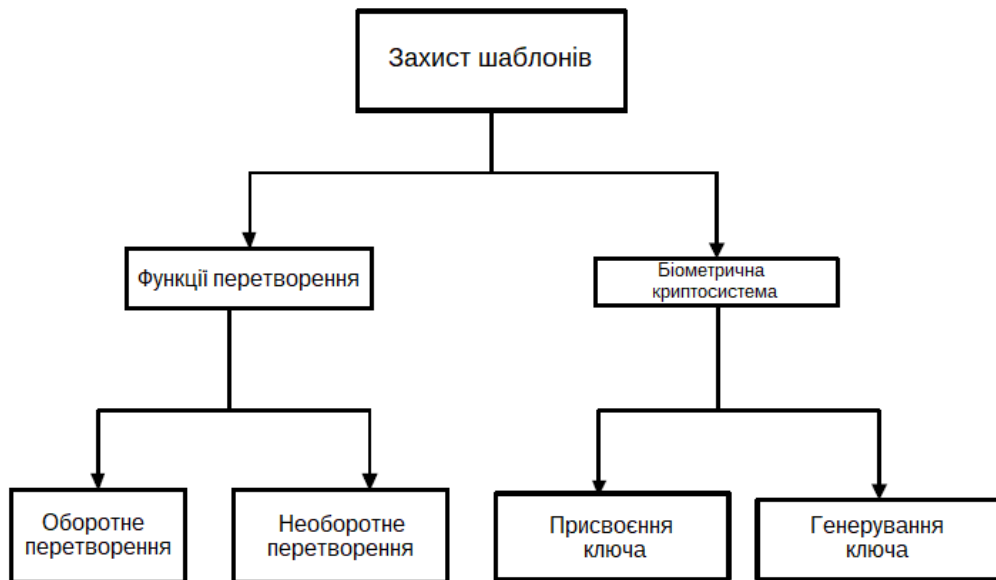 Захист шаблонів
Функції перетворення
Біометрична
криптосистема
Оборотне
перетворення
Необоротне
перетворення
Присвоєння
ключа
Генерування
ключа